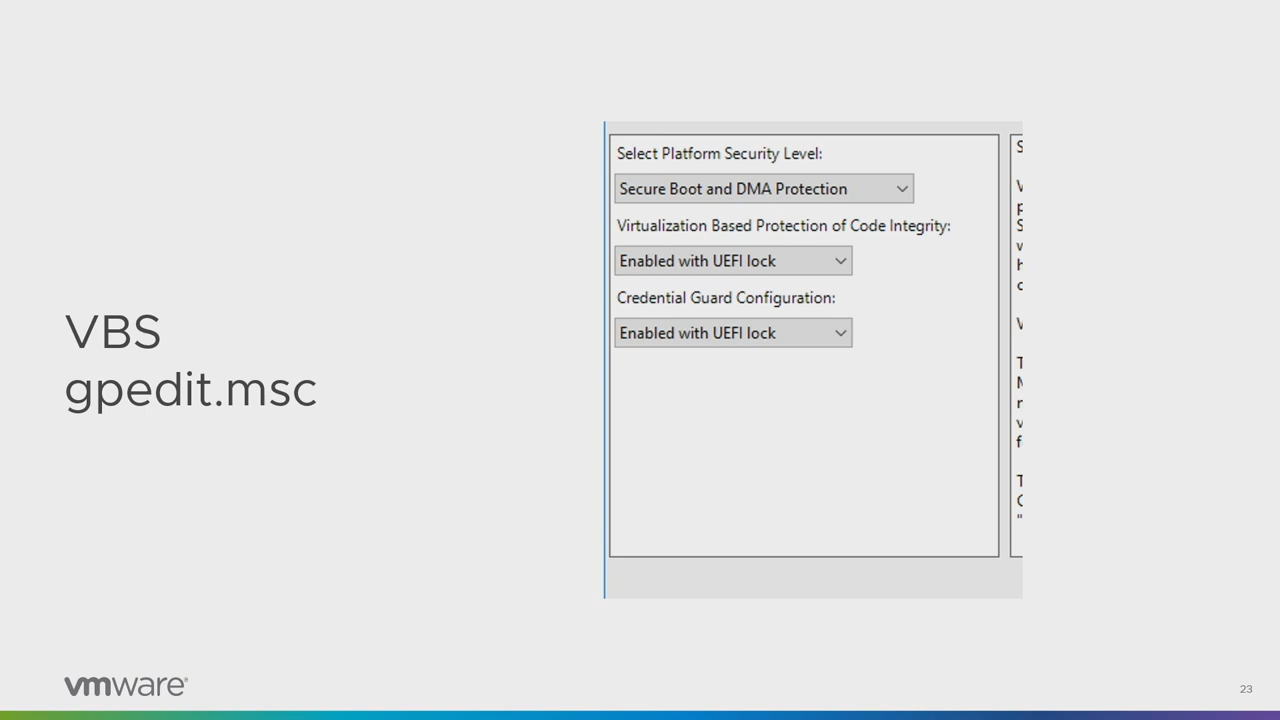 VBS
gpedit.msc
Select Platform Security Level:
Secure Boot and DMA Protection
Virtualization Based Protection of Code Integrity:
Enabled with UEFI lock
Credential Guard Configuration:
Enabled with UEFI lock
vmware®
23